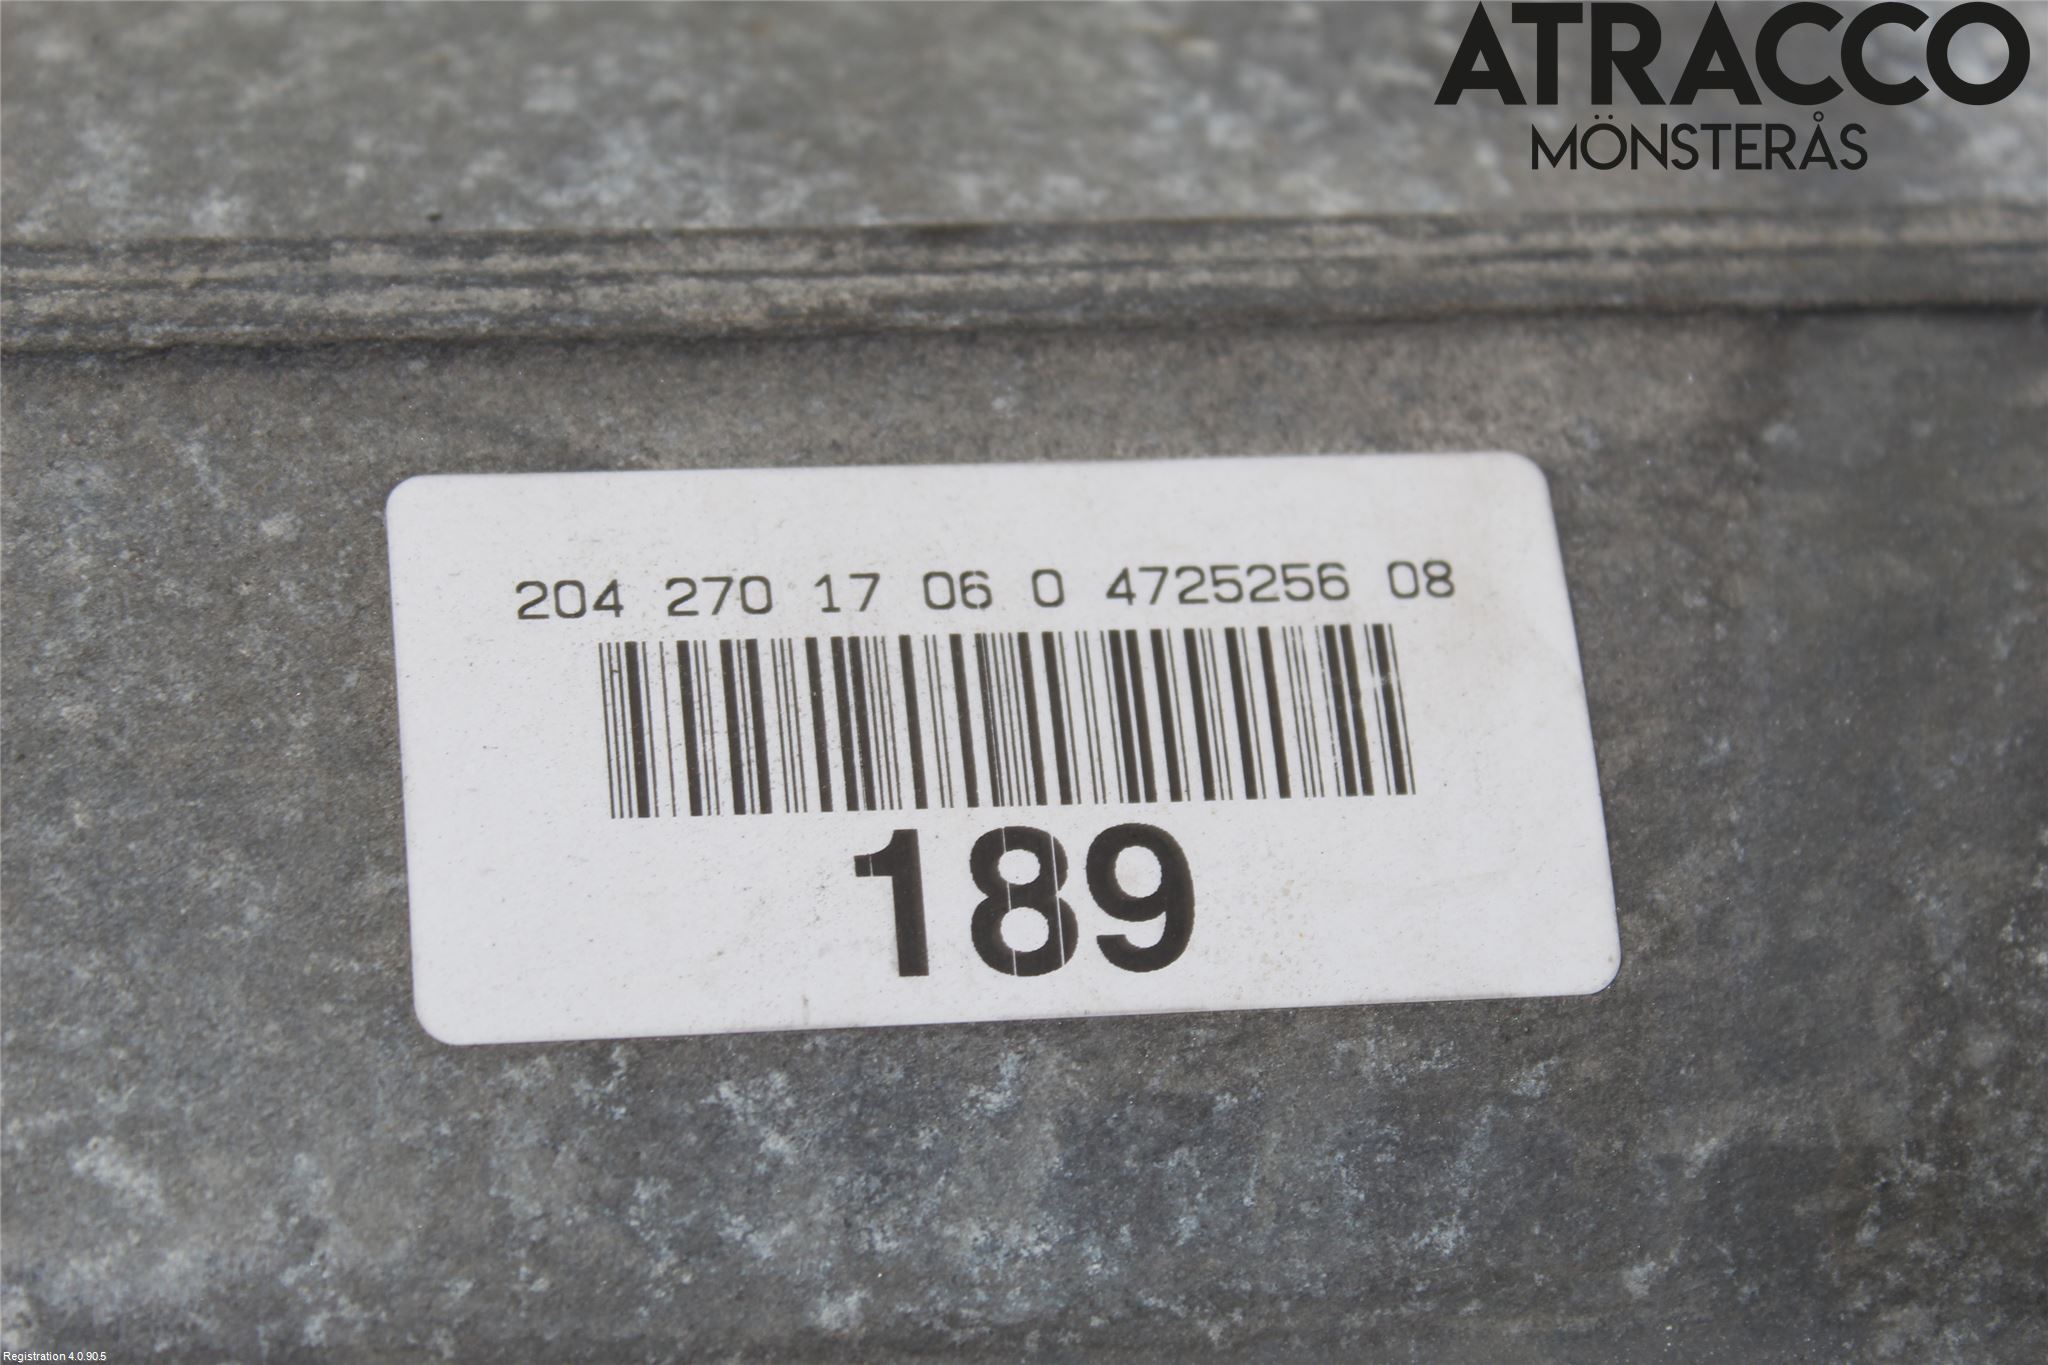 ATRACCO
MÖNSTERÅS
204 270 17 06 0 4725256 08
189
Registration 4.0.90.5